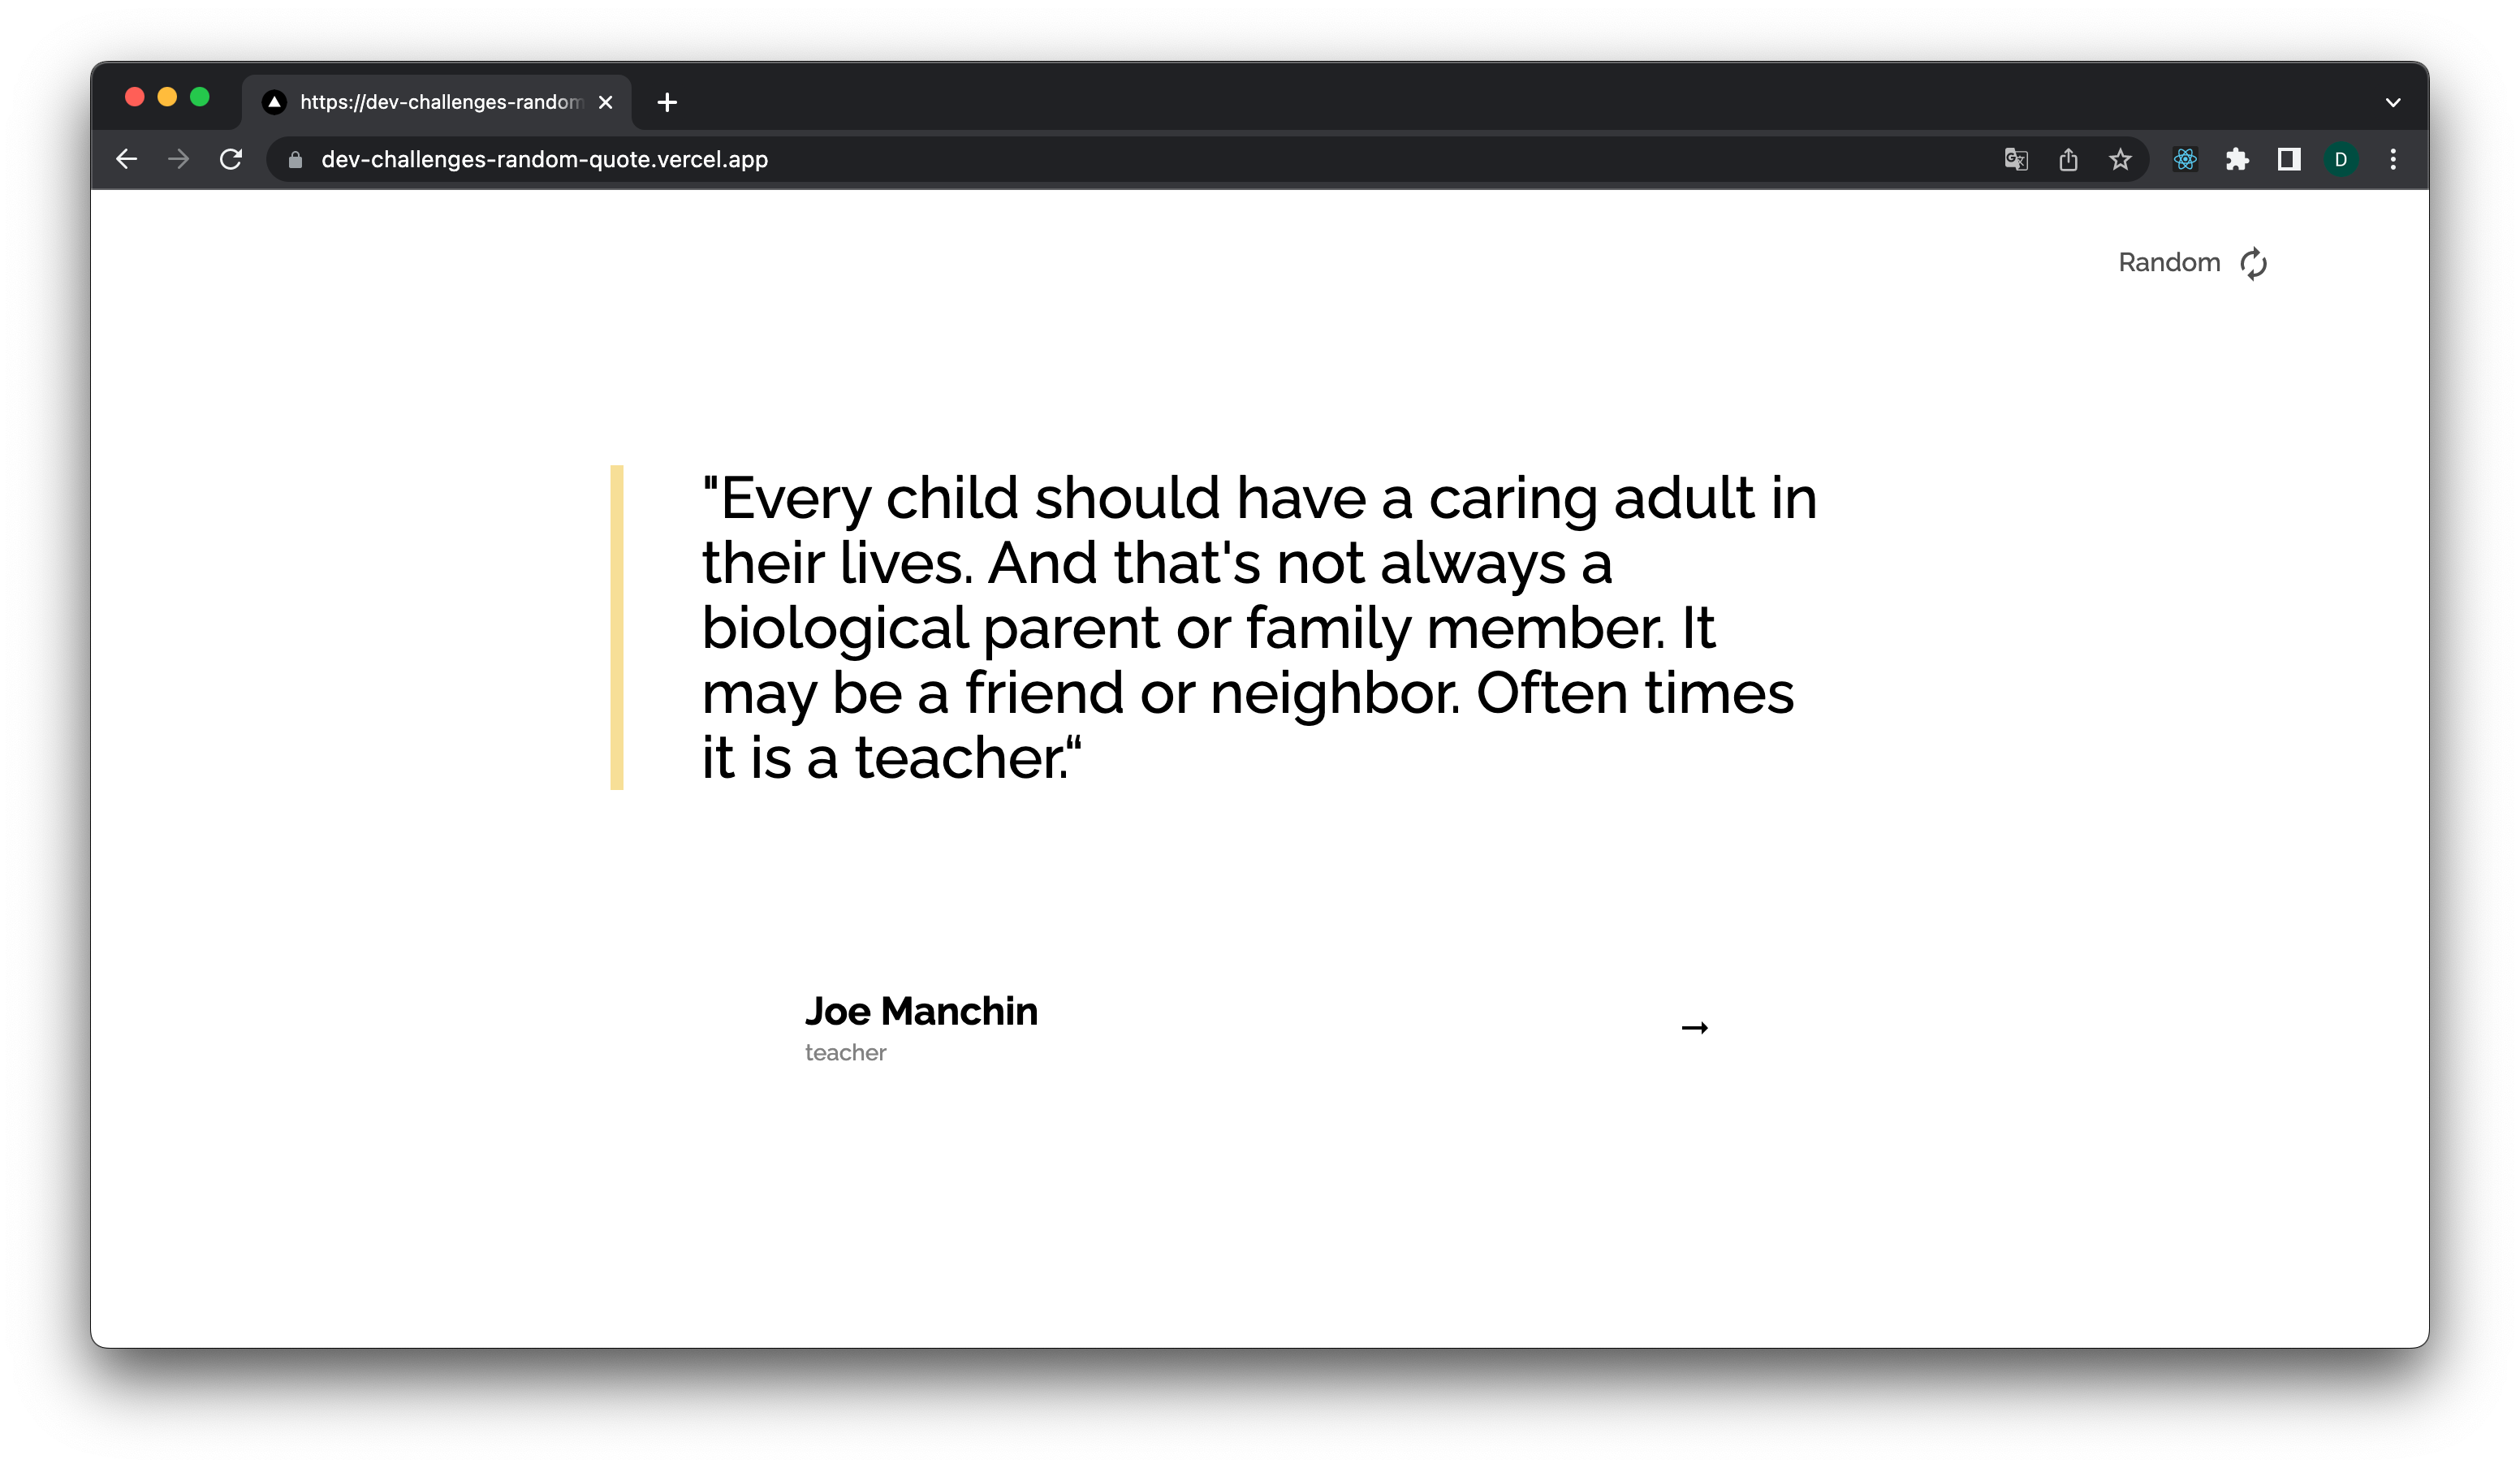 https://dev-challenges-random
dev-challenges-random-quote.vercel.app
D
Random
"Every child should have a caring adult in
their lives. And that's not always a
biological parent or family member. It
may be a friend or neighbor. Often times
it is a teacher.“
Joe Manchin
→
teacher